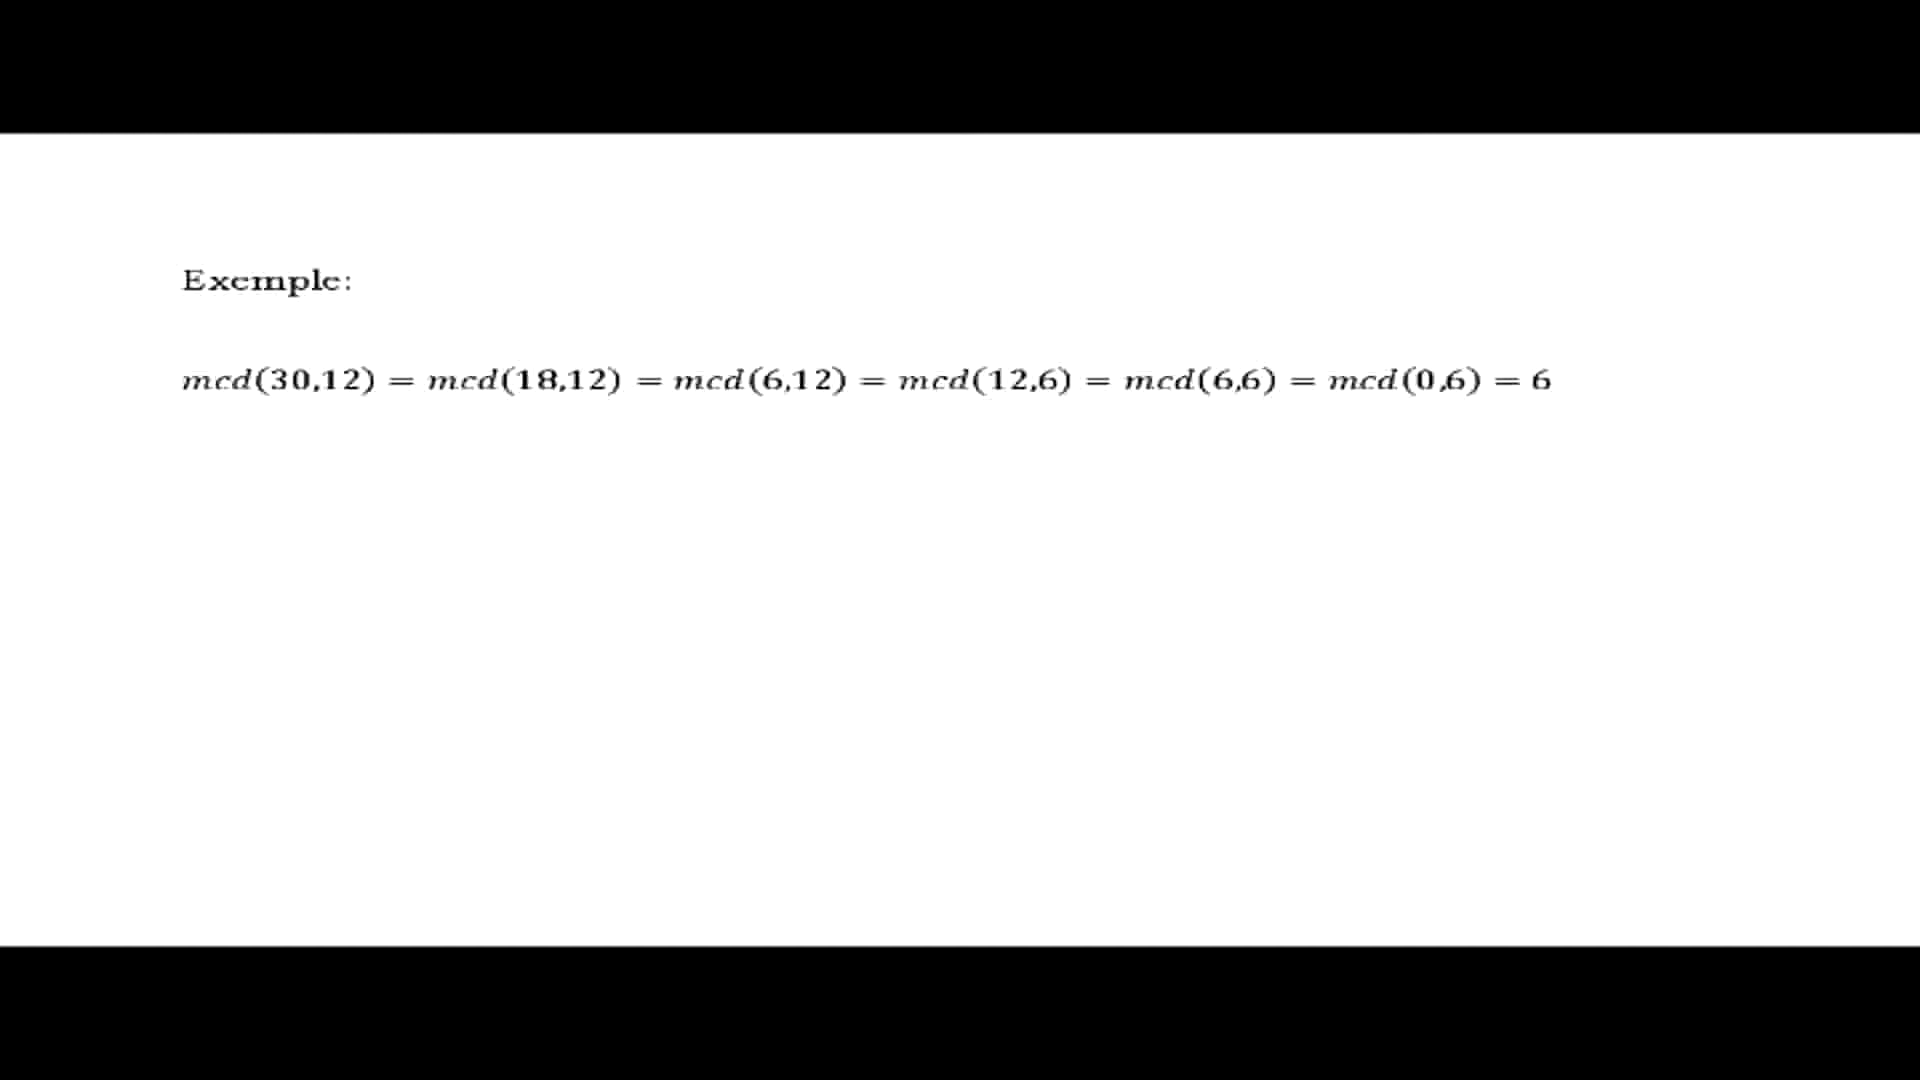 Exemple:
mcd(30,12) = mcd(18,12) = mcd(6,12) = mcd(12,6) = mcd(6,6) = mcd(0,6) = 6